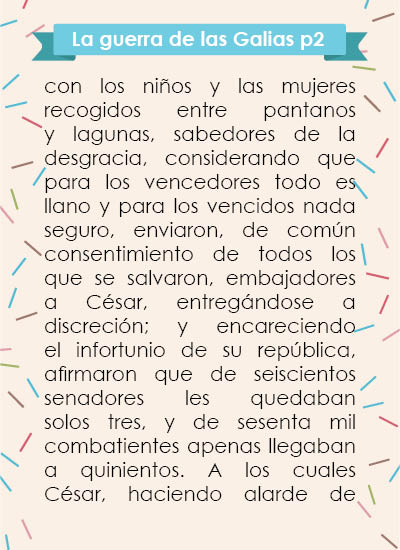 La guerra de las Galias p2
con los niños y las mujeres
recogidos entre pantanos
y lagunas, sabedores de la
desgracia, considerando que
para los vencedores todo es
llano y para los vencidos nada
seguro, enviaron, de común
consentimiento de todos los
que se salvaron, embajadores
a César, entregándose a
discreción; y encareciendo
el infortunio de su república,
afirmaron que de seiscientos
senadores les quedaban
solos tres, y de sesenta mil
combatientes apenas llegaban
a quinientos. A los cuales
César, haciendo alarde de